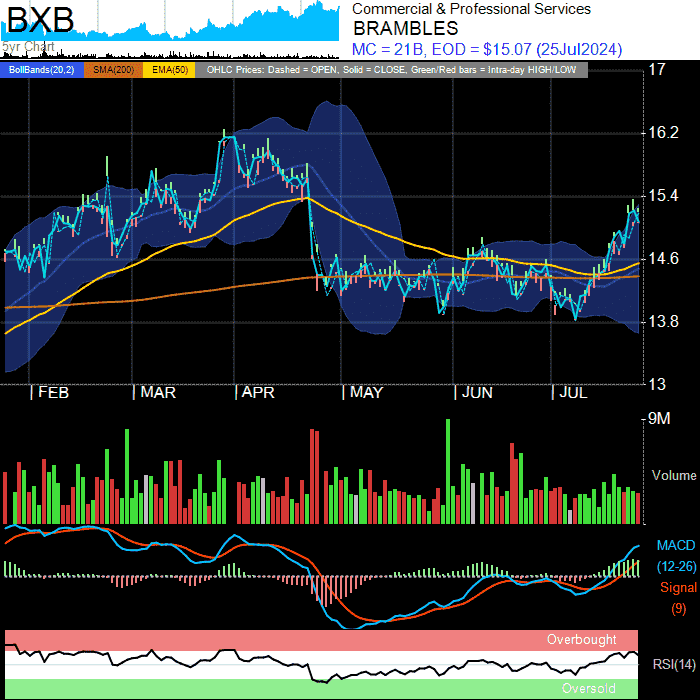 BXB
5yr Chart
Commercial & Professional Services
BRAMBLES
MC = 21B, EOD = $15.07 (25Jul2024)
BollBands(20,2) SMA(200) EMA(50) OHLC Prices: Dashed = OPEN, Solid = CLOSE, Green/Red bars = Intra-day HIGH/LOW
17
16.2
15.4
14.6
13.8
13
FEB MAR APR MAY JUN JUL
9M
Volume
MACD
(12-26)
Signal
(9)
Overbought
RSI(14)
Oversold